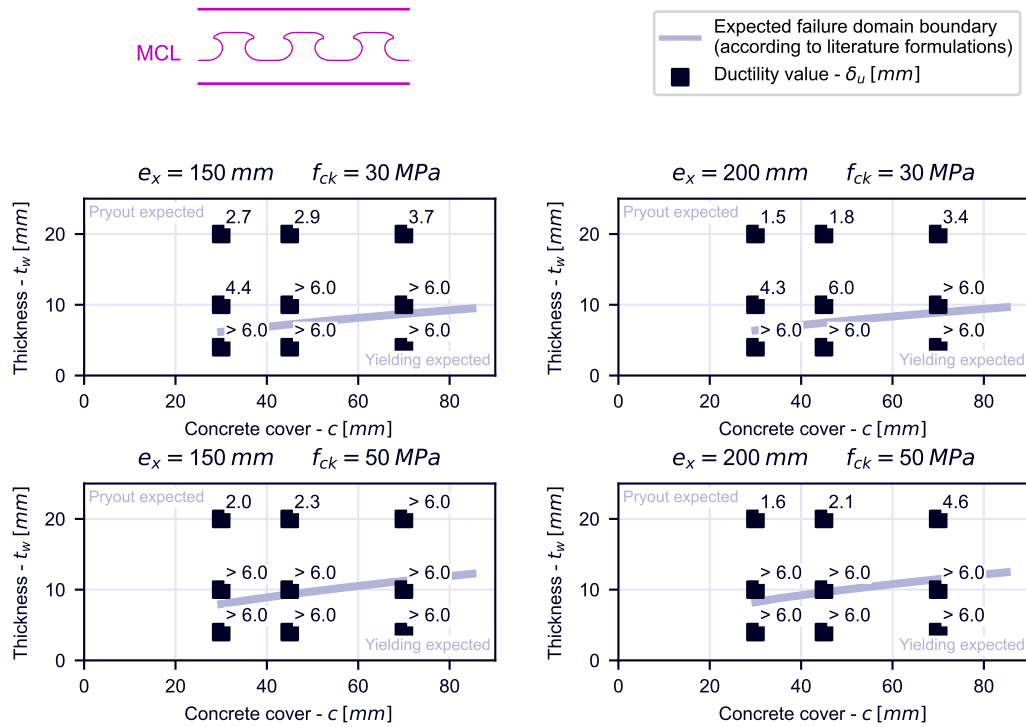 MCL
Expected failure domain boundary
(according to literature formulations)
Ductility value - δu [mm]
ex = 150 mm fck = 30 MPa
Thickness - tw [mm]
20
10
0
Pryout expected
2.7 2.9 3.7
4.4 > 6.0 > 6.0
> 6.0 > 6.0 > 6.0
Yielding expected
0 20 40 60 80
Concrete cover - c [mm]
ex = 200 mm fck = 30 MPa
Thickness - tw [mm]
20
10
0
Pryout expected
1.5 1.8 3.4
4.3 6.0 > 6.0
> 6.0 > 6.0 > 6.0
Yielding expected
0 20 40 60 80
Concrete cover - c [mm]
ex = 150 mm fck = 50 MPa
Thickness - tw [mm]
20
10
0
Pryout expected
2.0 2.3 > 6.0
> 6.0 > 6.0 > 6.0
> 6.0 > 6.0 > 6.0
Yielding expected
0 20 40 60 80
Concrete cover - c [mm]
ex = 200 mm fck = 50 MPa
Thickness - tw [mm]
20
10
0
Pryout expected
1.6 2.1 4.6
> 6.0 > 6.0 > 6.0
> 6.0 > 6.0 > 6.0
Yielding expected
0 20 40 60 80
Concrete cover - c [mm]